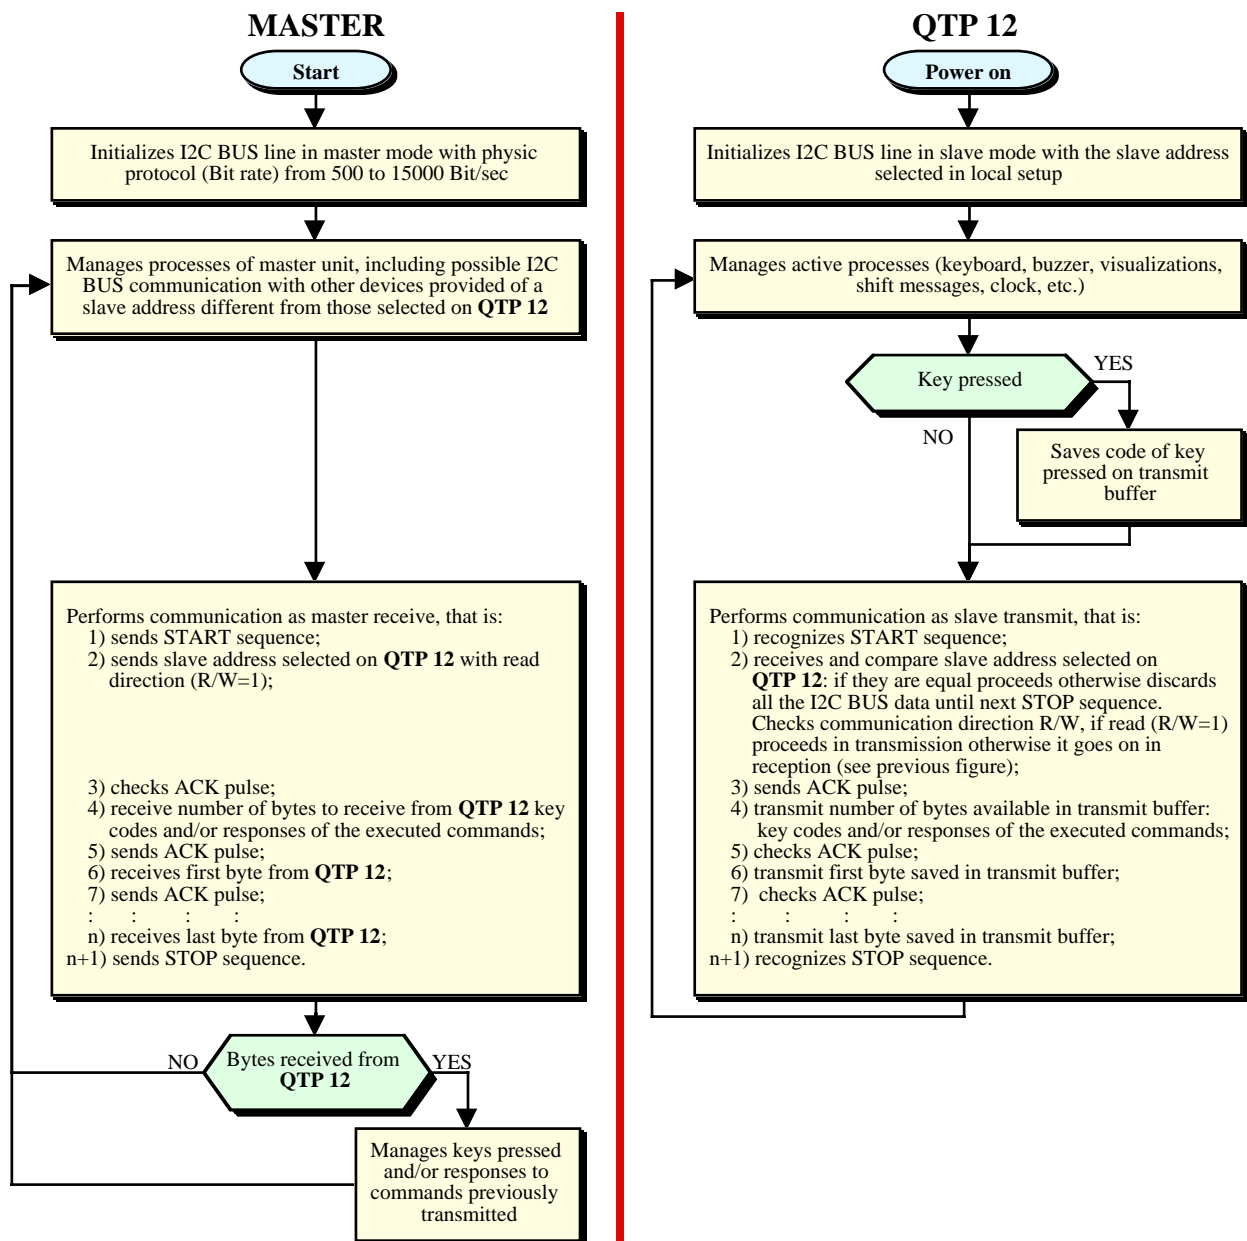 MASTER
Start
Initializes I2C BUS line in master mode with physic
protocol (Bit rate) from 500 to 15000 Bit/sec
Manages processes of master unit, including possible I2C
BUS communication with other devices provided of a
slave address different from those selected on QTP 12
Performs communication as master receive, that is:
1) sends START sequence;
2) sends slave address selected on QTP 12 with read
direction (R/W=1);
3) checks ACK pulse;
4) receive number of bytes to receive from QTP 12 key
codes and/or responses of the executed commands;
5) sends ACK pulse;
6) receives first byte from QTP 12;
7) sends ACK pulse;
: : : :
n) receives last byte from QTP 12;
n+1) sends STOP sequence.
NO
Bytes received from
QTP 12
YES
Manages keys pressed
and/or responses to
commands previously
transmitted
QTP 12
Power on
Initializes I2C BUS line in slave mode with the slave address
selected in local setup
Manages active processes (keyboard, buzzer, visualizations,
shift messages, clock, etc.)
Key pressed
YES
NO
Saves code of key
pressed on transmit
buffer
Performs communication as slave transmit, that is:
1) recognizes START sequence;
2) receives and compare slave address selected on
QTP 12: if they are equal proceeds otherwise discards
all the I2C BUS data until next STOP sequence.
Checks communication direction R/W, if read (R/W=1)
proceeds in transmission otherwise it goes on in
reception (see previous figure);
3) sends ACK pulse;
4) transmit number of bytes available in transmit buffer:
key codes and/or responses of the executed commands;
5) checks ACK pulse;
6) transmit first byte saved in transmit buffer;
7) checks ACK pulse;
: : : :
n) transmit last byte saved in transmit buffer;
n+1) recognizes STOP sequence.